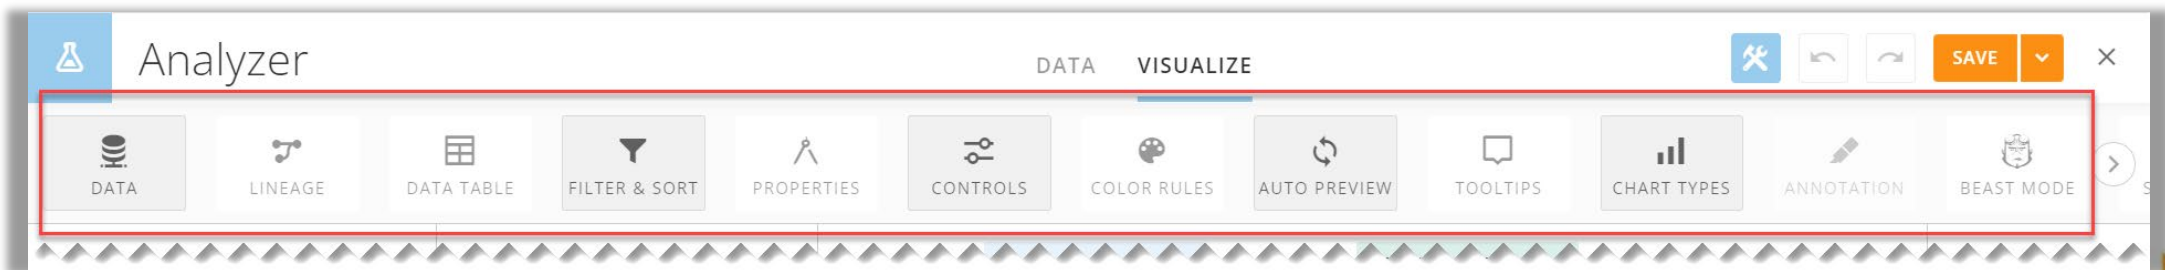 Analyzer
DATA VISUALIZE
SAVE
DATA LINEAGE DATA TABLE FILTER & SORT PROPERTIES CONTROLS COLOR RULES AUTO PREVIEW TOOLTIPS CHART TYPES ANNOTATION BEAST MODE S